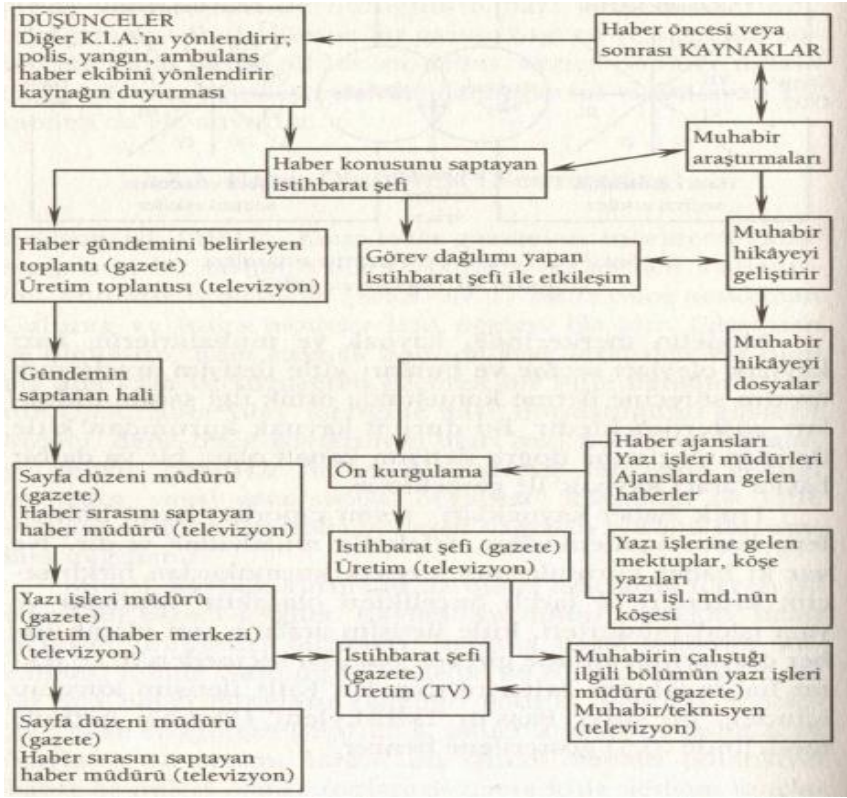 DÜŞÜNCELER
Diğer K.İ.A.'nı yönlendirir;
polis, yangın, ambulans
haber ekibini yönlendirir
kaynağın duyurması
Haber öncesi veya
sonrası KAYNAKLAR
Muhabir
araştırmaları
Haber konusunu saptayan
istihbarat şefi
Haber gündemini belirleyen
toplantı (gazete)
Üretim toplantısı (televizyon)
Görev dağılımı yapan
istihbarat şefi ile etkileşim
Muhabir
hikâyeyi
geliştirir
Gündemin
saptanan hali
Muhabir
hikâyeyi
dosyalar
Sayfa düzeni müdürü
(gazete)
Haber sırasını saptayan
haber müdürü (televizyon)
Ön kurgulama
Haber ajansları
Yazı işleri müdürleri
Ajanslardan gelen
haberler
İstihbarat şefi (gazete)
Üretim (televizyon)
Yazı işlerine gelen
mektuplar, köşe
yazıları
yazı işl. md.nün
köşesi
Yazı işleri müdürü
(gazete)
Üretim (haber merkezi)
(televizyon)
İstihbarat şefi
(gazete)
Üretim (TV)
Muhabirin çalıştığı
ilgili bölümün yazı işleri
müdürü (gazete)
Muhabir/teknisyen
(televizyon)
Sayfa düzeni müdürü
(gazete)
Haber sırasını saptayan
haber müdürü (televizyon)